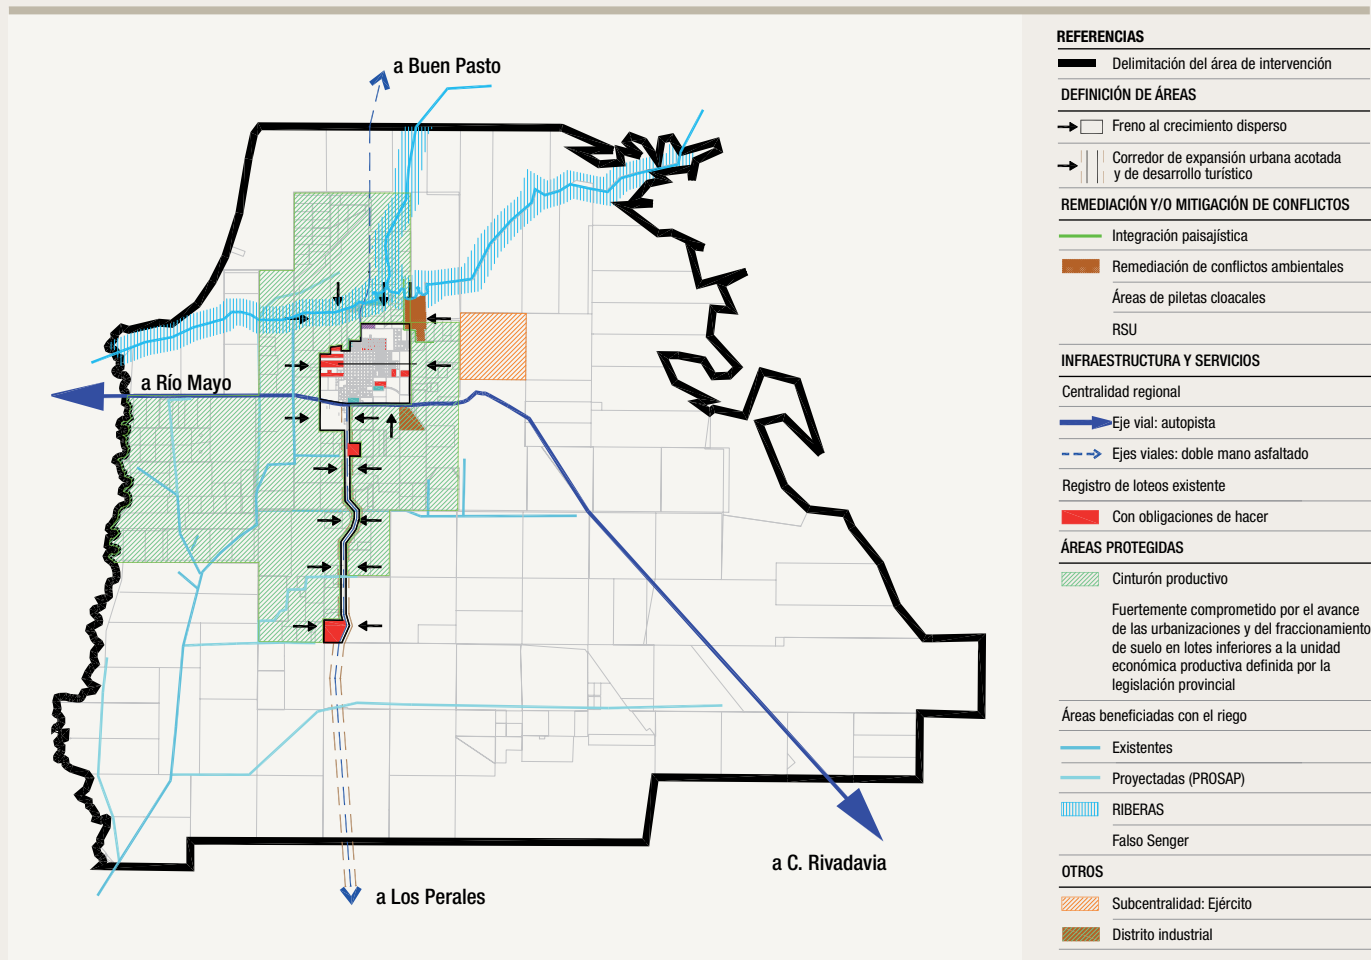 a Buen Pasto
a Río Mayo
a C. Rivadavia
a Los Perales
REFERENCIAS
Delimitación del área de intervención
DEFINICIÓN DE ÁREAS
Freno al crecimiento disperso
Corredor de expansión urbana acotada
y de desarrollo turístico
REMEDIACIÓN Y/O MITIGACIÓN DE CONFLICTOS
Integración paisajística
Remediación de conflictos ambientales
Áreas de piletas cloacales
RSU
INFRAESTRUCTURA Y SERVICIOS
Centralidad regional
Eje vial: autopista
Ejes viales: doble mano asfaltado
Registro de loteos existente
Con obligaciones de hacer
ÁREAS PROTEGIDAS
Cinturón productivo
Fuertemente comprometido por el avance
de las urbanizaciones y del fraccionamiento
de suelo en lotes inferiores a la unidad
económica productiva definida por la
legislación provincial
Áreas beneficiadas con el riego
Existentes
Proyectadas (PROSAP)
RIBERAS
Falso Senger
OTROS
Subcentralidad: Ejército
Distrito industrial